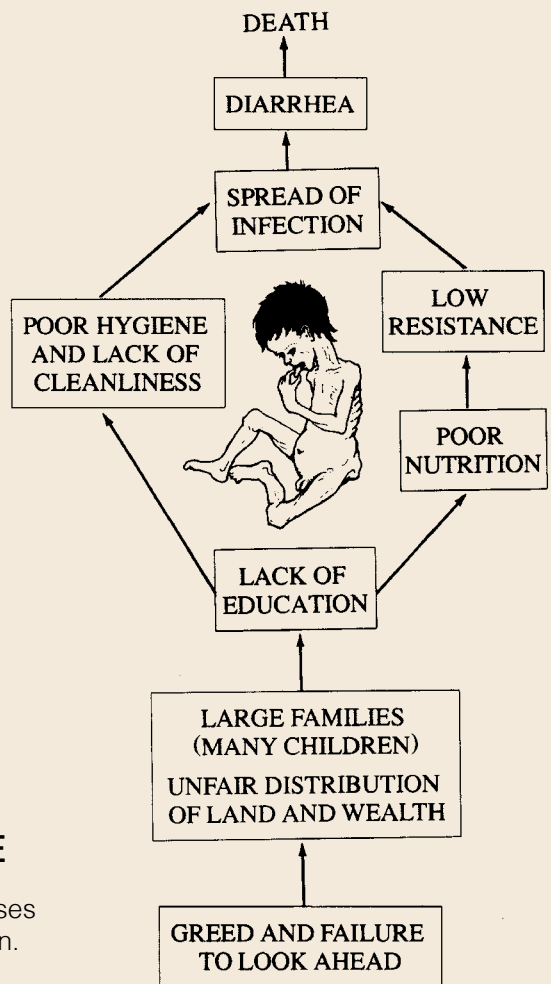 DEATH
DIARRHEA
SPREAD OF
INFECTION
POOR HYGIENE
AND LACK OF
CLEANLINESS
LOW
RESISTANCE
POOR
NUTRITION
LACK OF
EDUCATION
LARGE FAMILIES
(MANY CHILDREN)
UNFAIR DISTRIBUTION
OF LAND AND WEALTH
GREED AND FAILURE
TO LOOK AHEAD